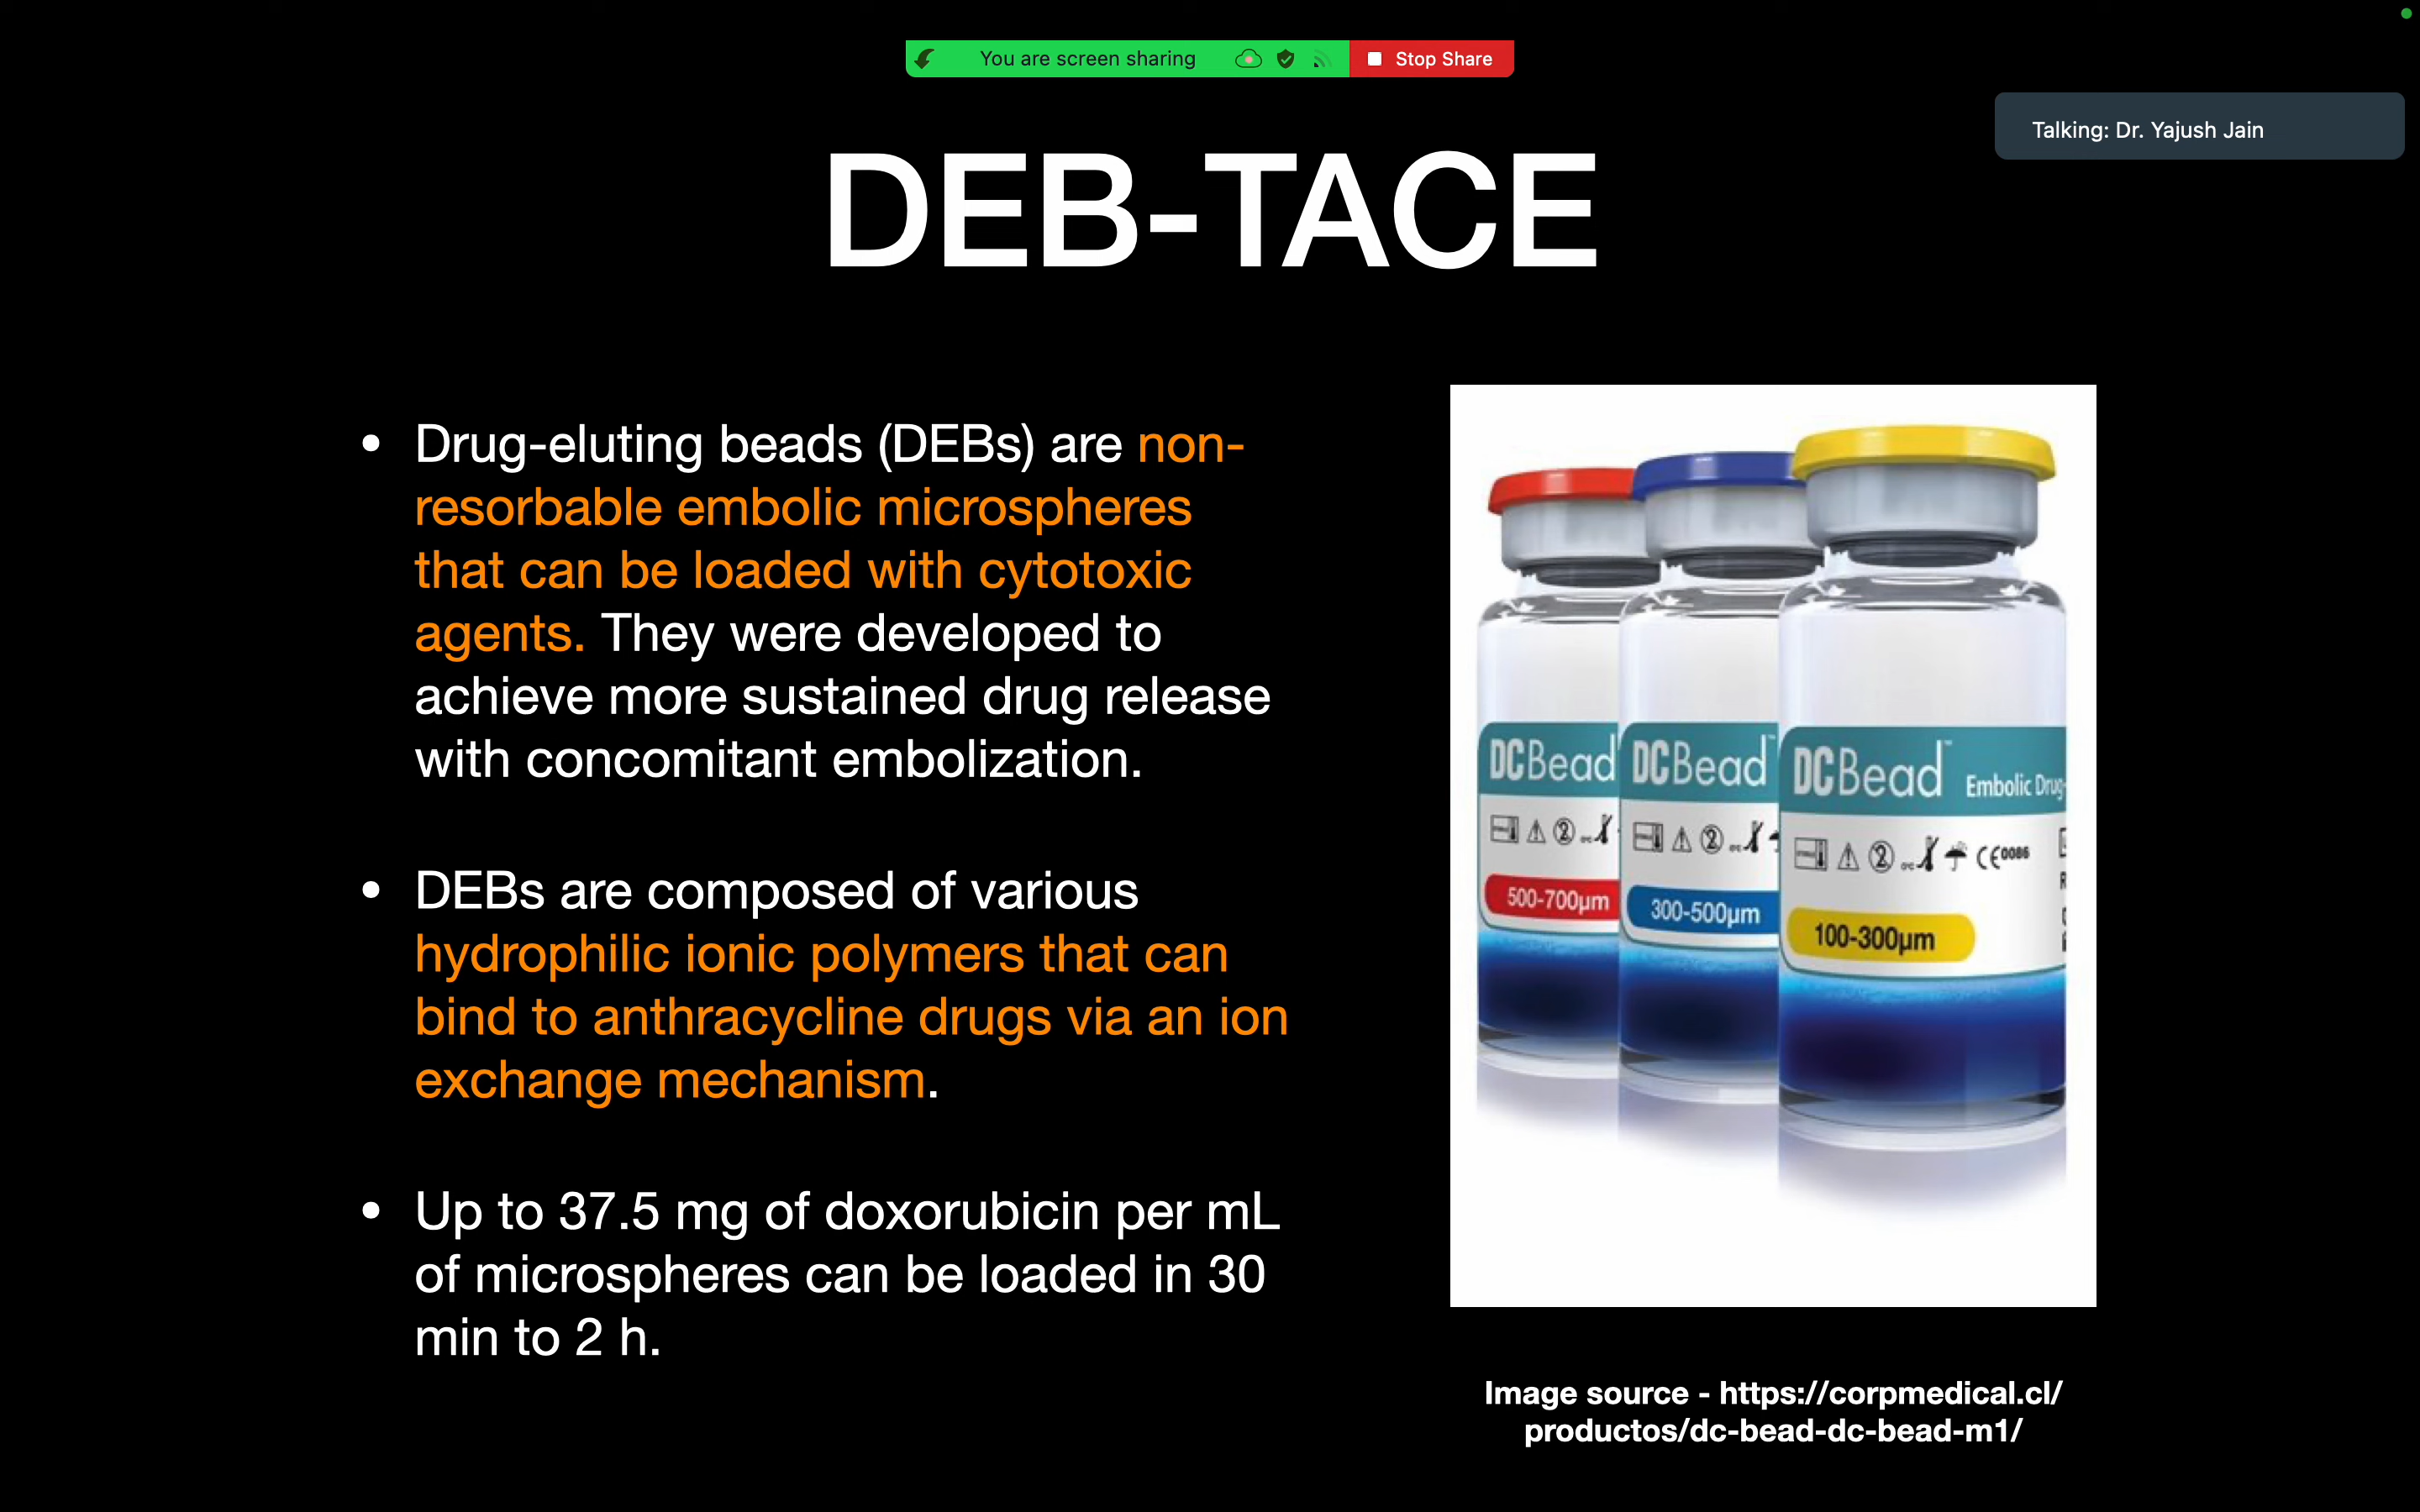 You are screen sharing
Stop Share
Talking: Dr. Yajush Jain
DEB-TACE
• Drug-eluting beads (DEBs) are non-
resorbable embolic microspheres
that can be loaded with cytotoxic
agents. They were developed to
achieve more sustained drug release
with concomitant embolization.
• DEBs are composed of various
hydrophilic ionic polymers that can
bind to anthracycline drugs via an ion
exchange mechanism.
• Up to 37.5 mg of doxorubicin per mL
of microspheres can be loaded in 30
min to 2 h.
DCBead
500-700µm
DCBead™
300-500µm
DCBead™ Embolic Drug-
CE0086
100-300µm
Image source - https://corpmedical.cl/
productos/dc-bead-dc-bead-m1/